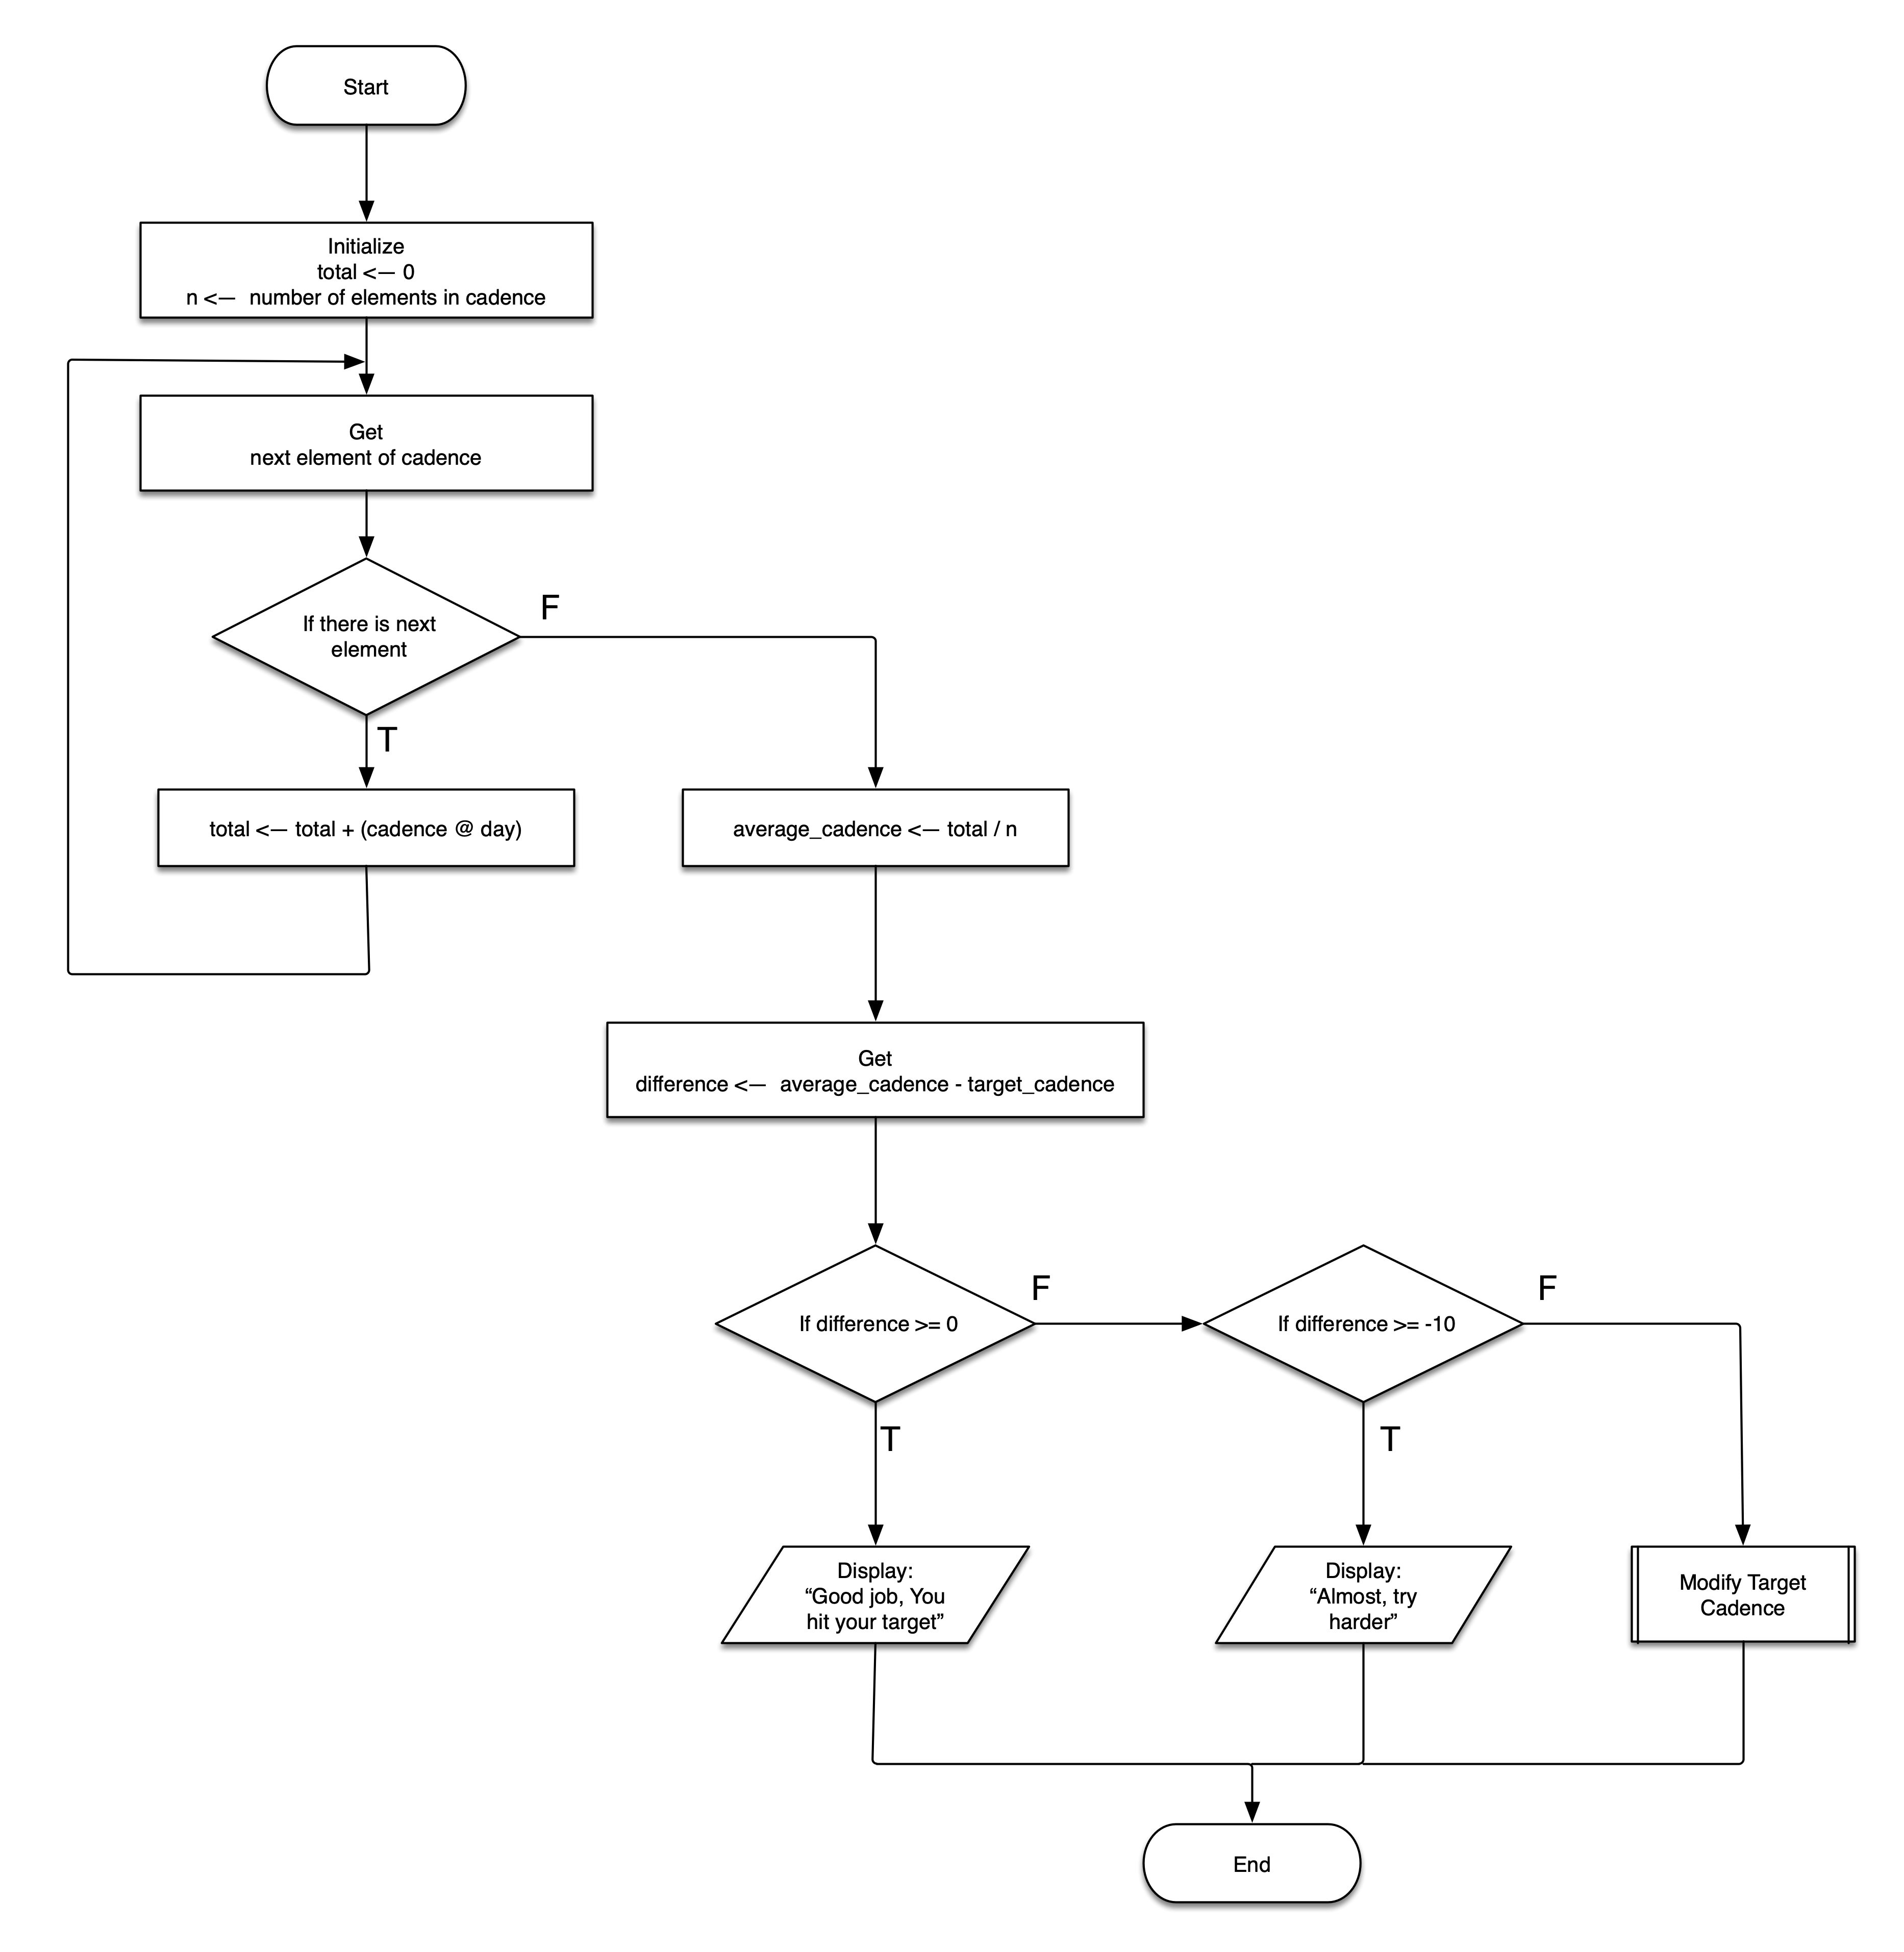 Start
Initialize
total <— 0
n <—  number of elements in cadence
Get
next element of cadence
If there is next
element
F
T
total <— total + (cadence @ day)
average_cadence <— total / n
Get
difference <—  average_cadence - target_cadence
If difference >= 0
F
If difference >= -10
F
T
T
Display:
“Good job, You
hit your target”
Display:
“Almost, try
harder”
Modify Target
Cadence
End